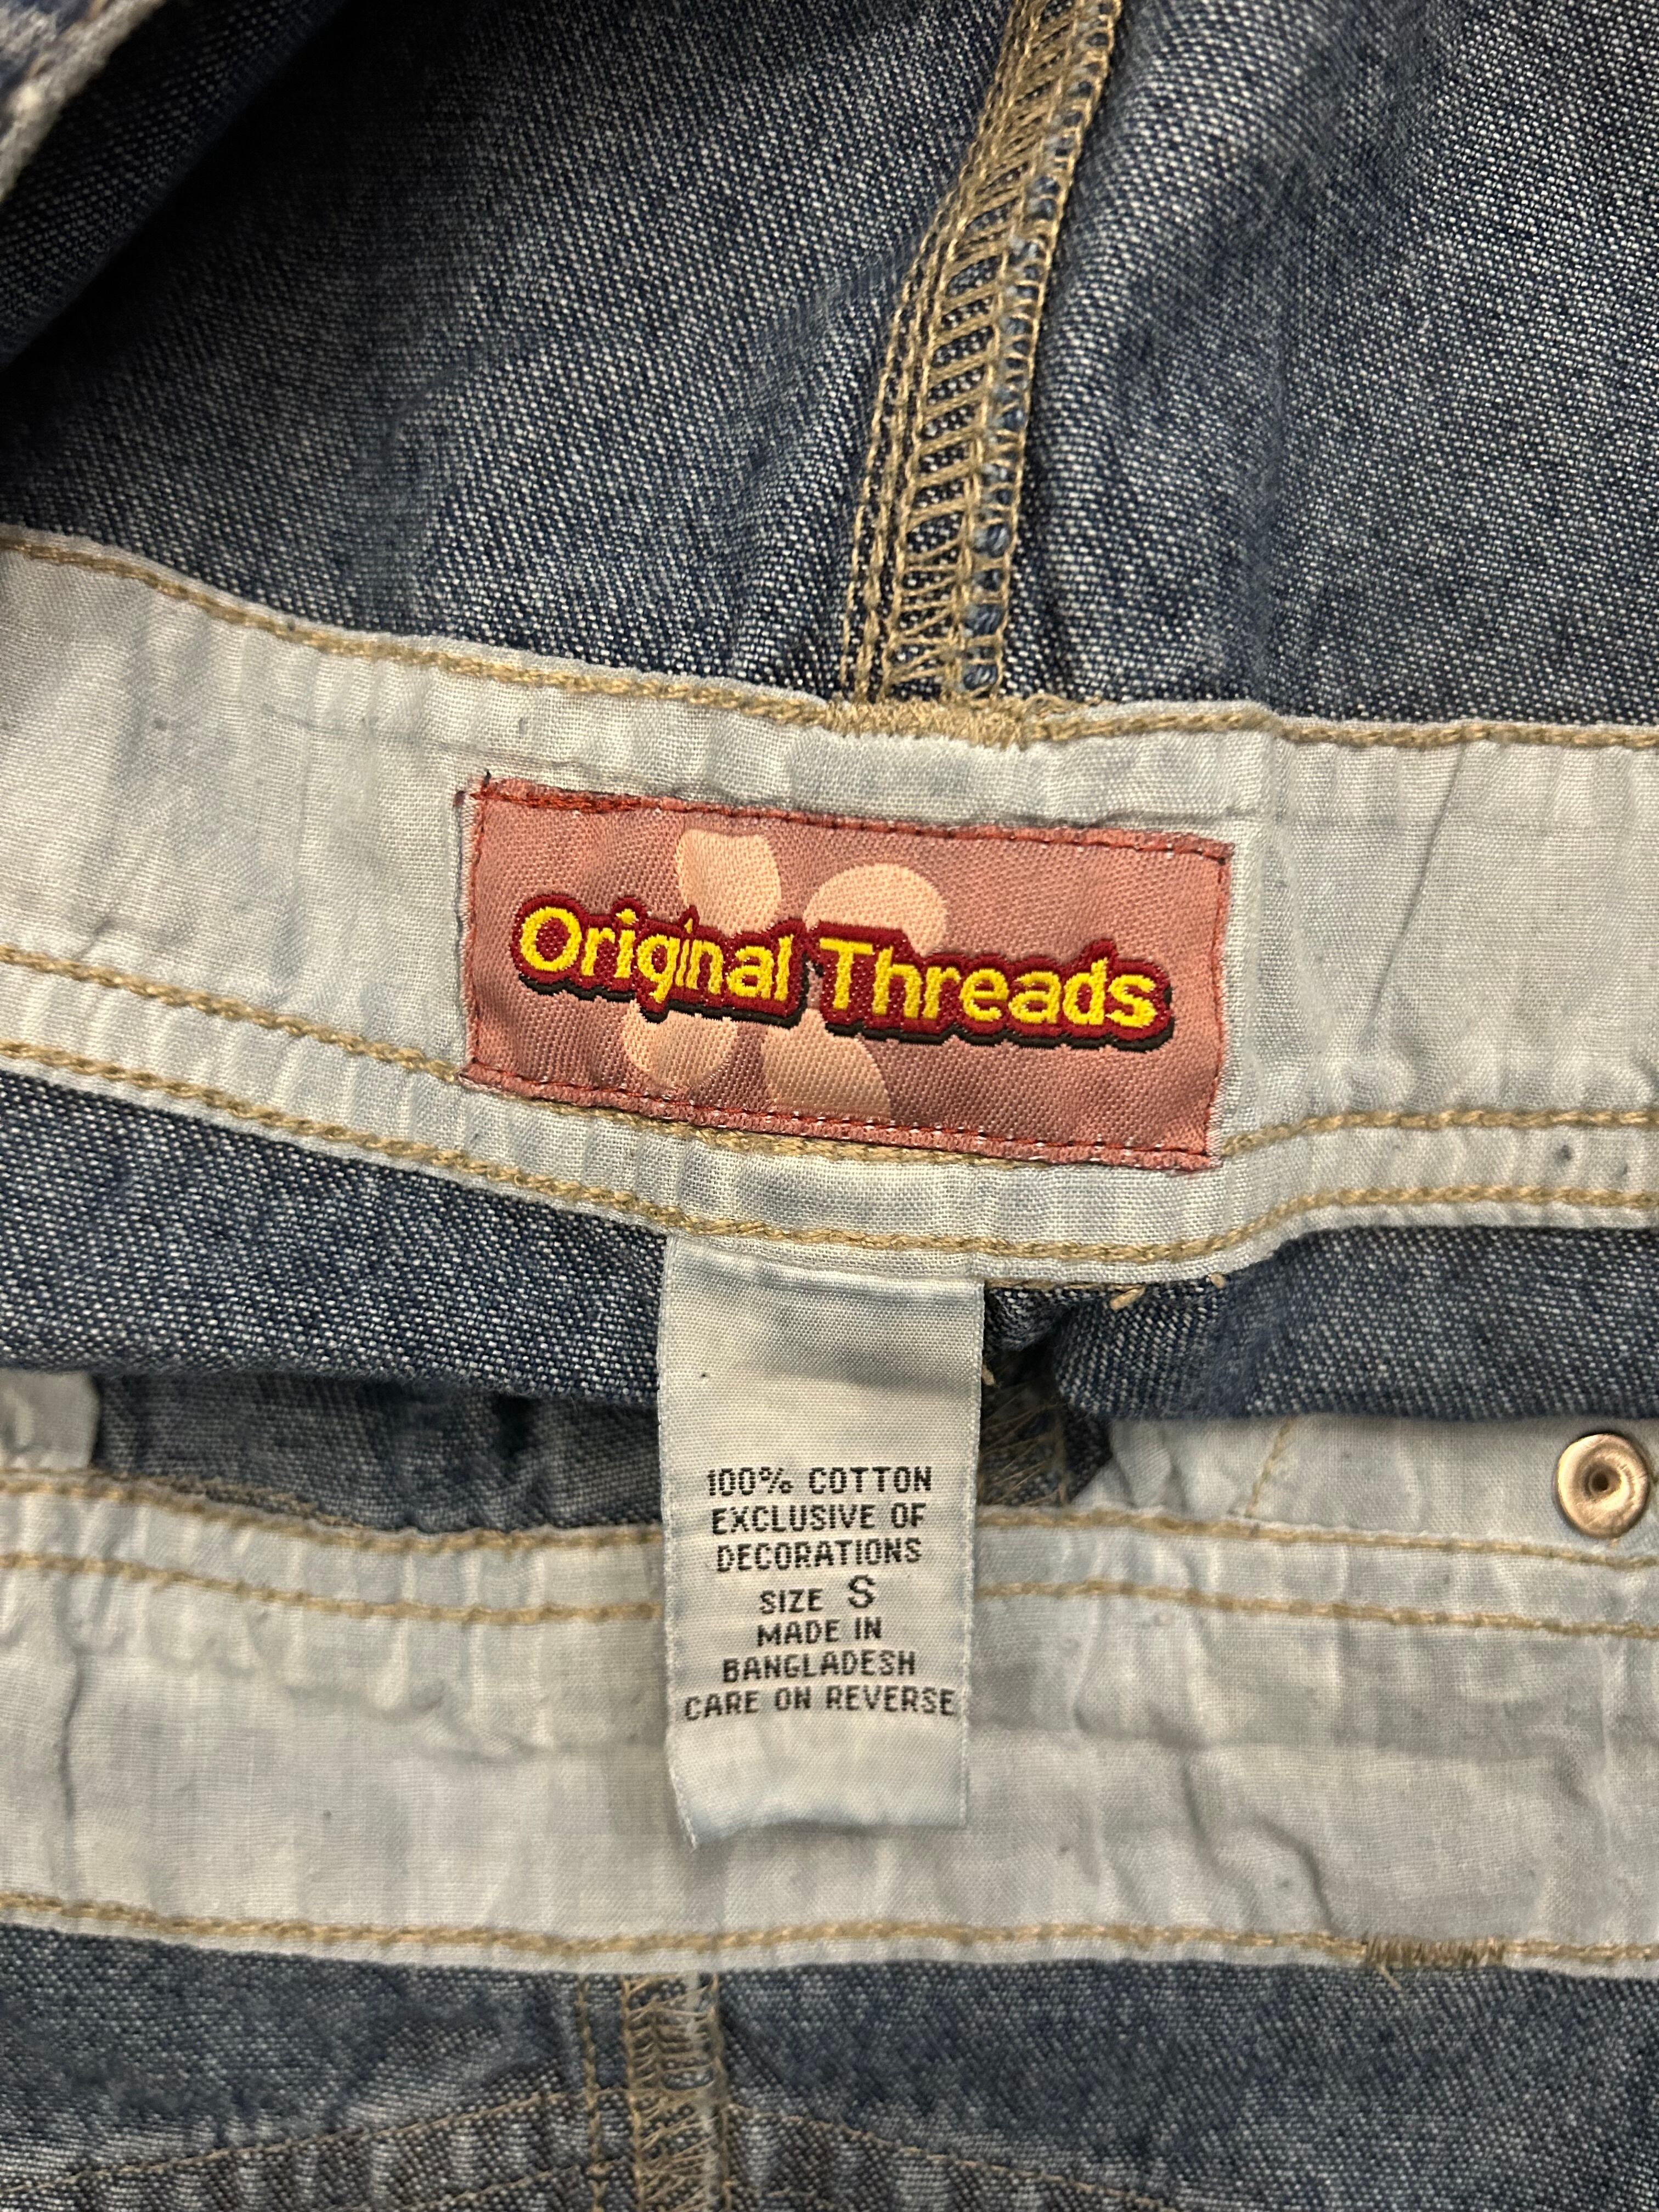 Original Threads
100% COTTON
EXCLUSIVE OF
DECORATIONS
SIZE S
MADE IN
BANGLADESH
CARE ON REVERSE